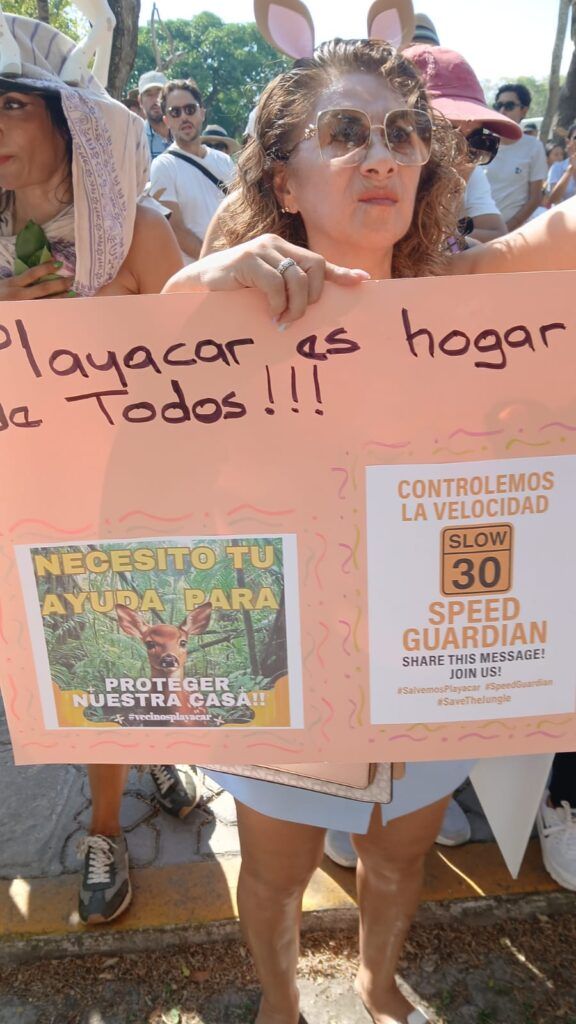 Playacar es hogar
de Todos!!!
NECESITO TU
AYUDA PARA
PROTEGER
NUESTRA CASA!!
#vecinosplayacar
CONTROLEMOS
LA VELOCIDAD
SLOW
30
SPEED
GUARDIAN
SHARE THIS MESSAGE!
JOIN US!
#SalvemosPlayacar #SpeedGuardian
#SaveTheJungle